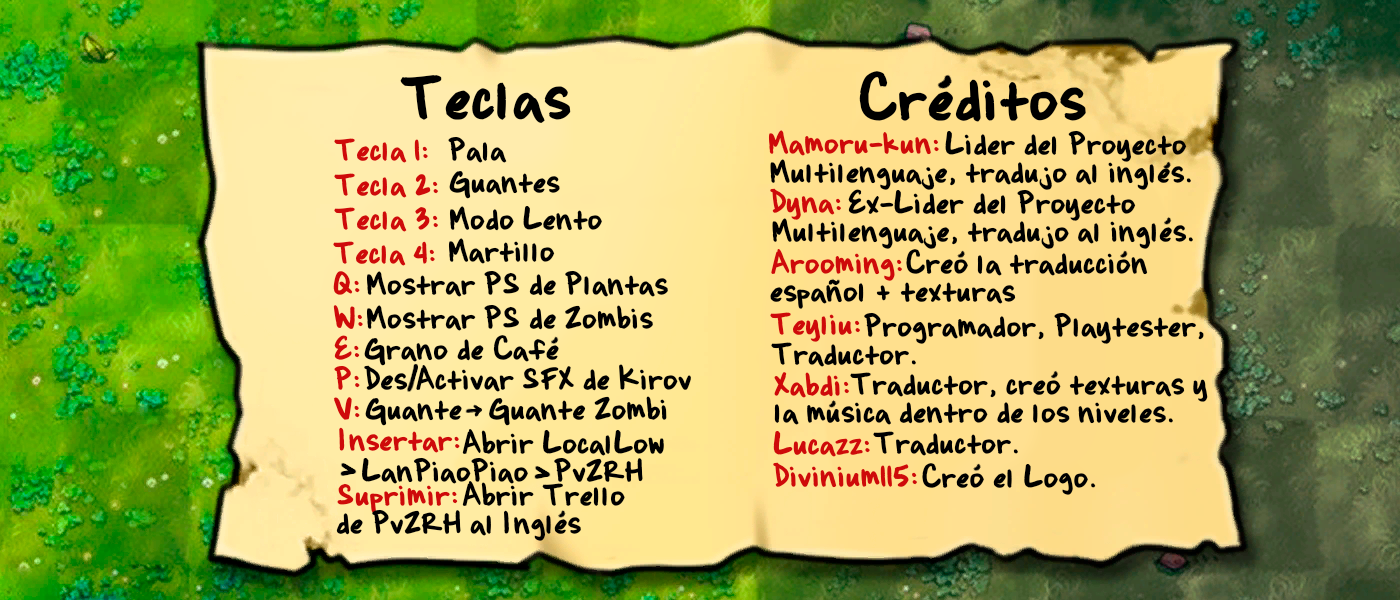 Teclas
Tecla 1: Pala
Tecla 2: Guantes
Tecla 3: Modo Lento
Tecla 4: Martillo
Q: Mostrar PS de Plantas
W: Mostrar PS de Zombis
E: Grano de Café
P: Des/Activar SFX de Kirov
V: Guante → Guante Zombi
Insertar: Abrir LocalLow
>LanPiaoPiao >PvZRH
Suprimir: Abrir Trello
de PvZRH al Inglés
Créditos
Mamoru-kun: Lider del Proyecto
Multilenguaje, tradujo al inglés.
Dyna: Ex-Lider del Proyecto
Multilenguaje, tradujo al inglés.
Arooming: Creó la traducción
español + texturas
Teyliu: Programador, Playtester,
Traductor.
Xabdi: Traductor, creó texturas y
la música dentro de los niveles.
Lucazz: Traductor.
Divinium115: Creó el Logo.